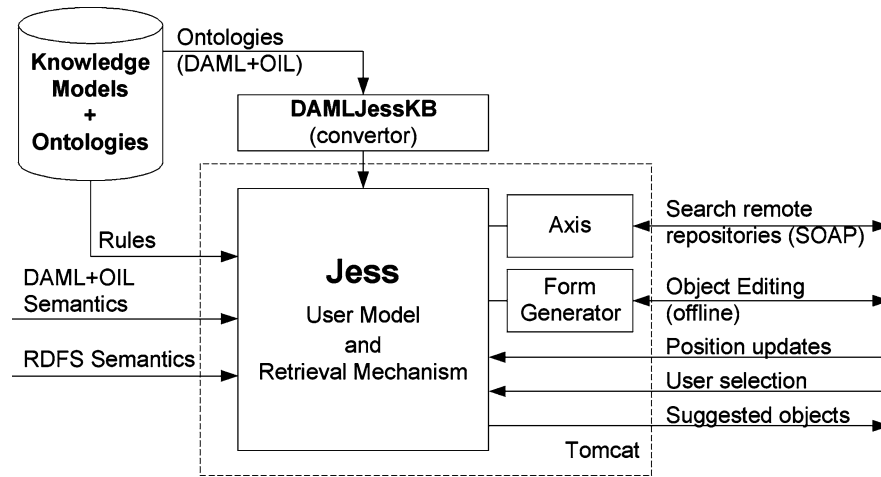 Knowledge
Models
+
Ontologies
Ontologies
(DAML+OIL)
DAMLJessKB
(convertor)
Rules
DAML+OIL
Semantics
RDFS Semantics
Jess
User Model
and
Retrieval Mechanism
Axis
Form
Generator
Search remote
repositories (SOAP)
Object Editing
(offline)
Position updates
User selection
Suggested objects
Tomcat